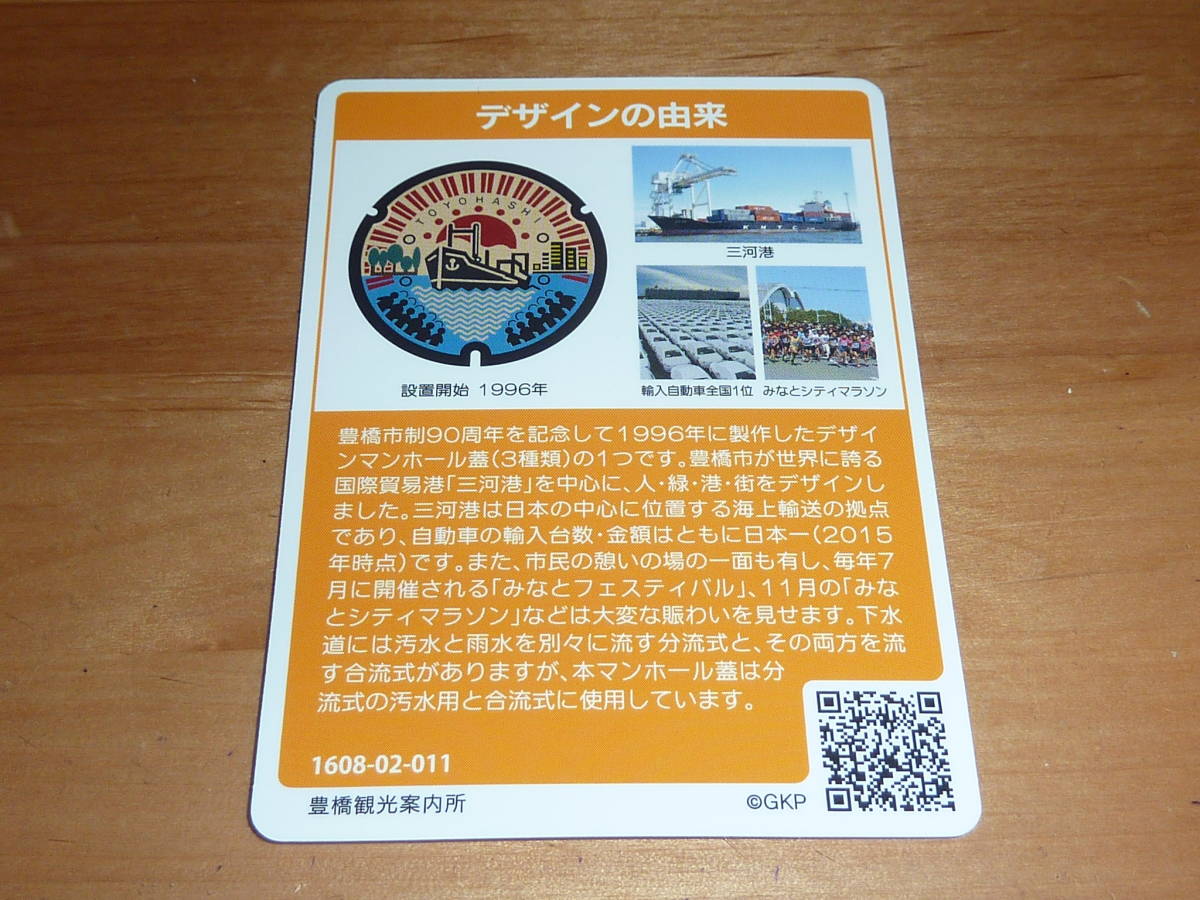 デザインの由来
TOYOHASHI
KMTC
三河港
設置開始 1996年
輸入自動車全国1位
みなとシティマラソン
豊橋市制90周年を記念して1996年に製作したデザイ
ンマンホール蓋(3種類)の1つです。豊橋市が世界に誇る
国際貿易港「三河港」を中心に、人・緑・港・街をデザインし
ました。三河港は日本の中心に位置する海上輸送の拠点
であり、自動車の輸入台数・金額はともに日本一(2015
年時点)です。また、市民の憩いの場の一面も有し、毎年7
月に開催される「みなとフェスティバル」、11月の「みな
とシティマラソン」などは大変な賑わいを見せます。下水
道には汚水と雨水を別々に流す分流式と、その両方を流
す合流式がありますが、本マンホール蓋は分
流式の汚水用と合流式に使用しています。
1608-02-011
豊橋観光案内所
©GKP